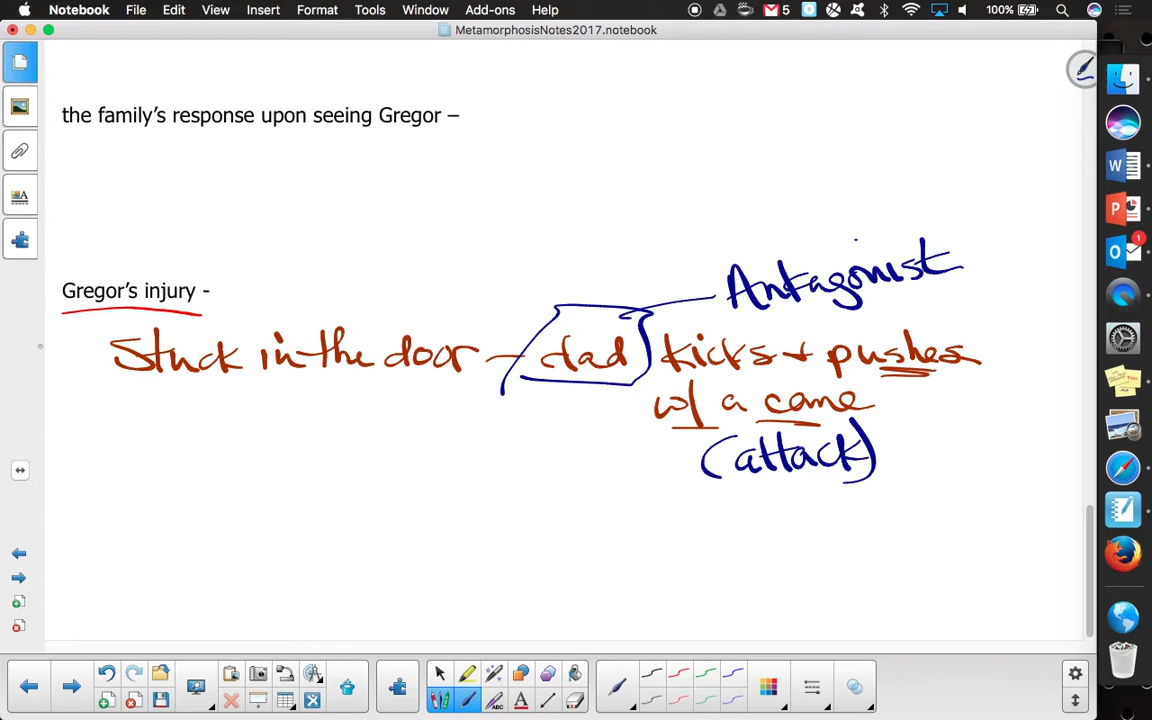 Notebook File Edit View Insert Format Tools Window Add-ons Help 5 100%
MetamorphosisNotes2017.notebook
the family's response upon seeing Gregor –
Antagonist
Gregor's injury -
Stuck in the door - dad kicks + pushes
w/ a cane
(attack)